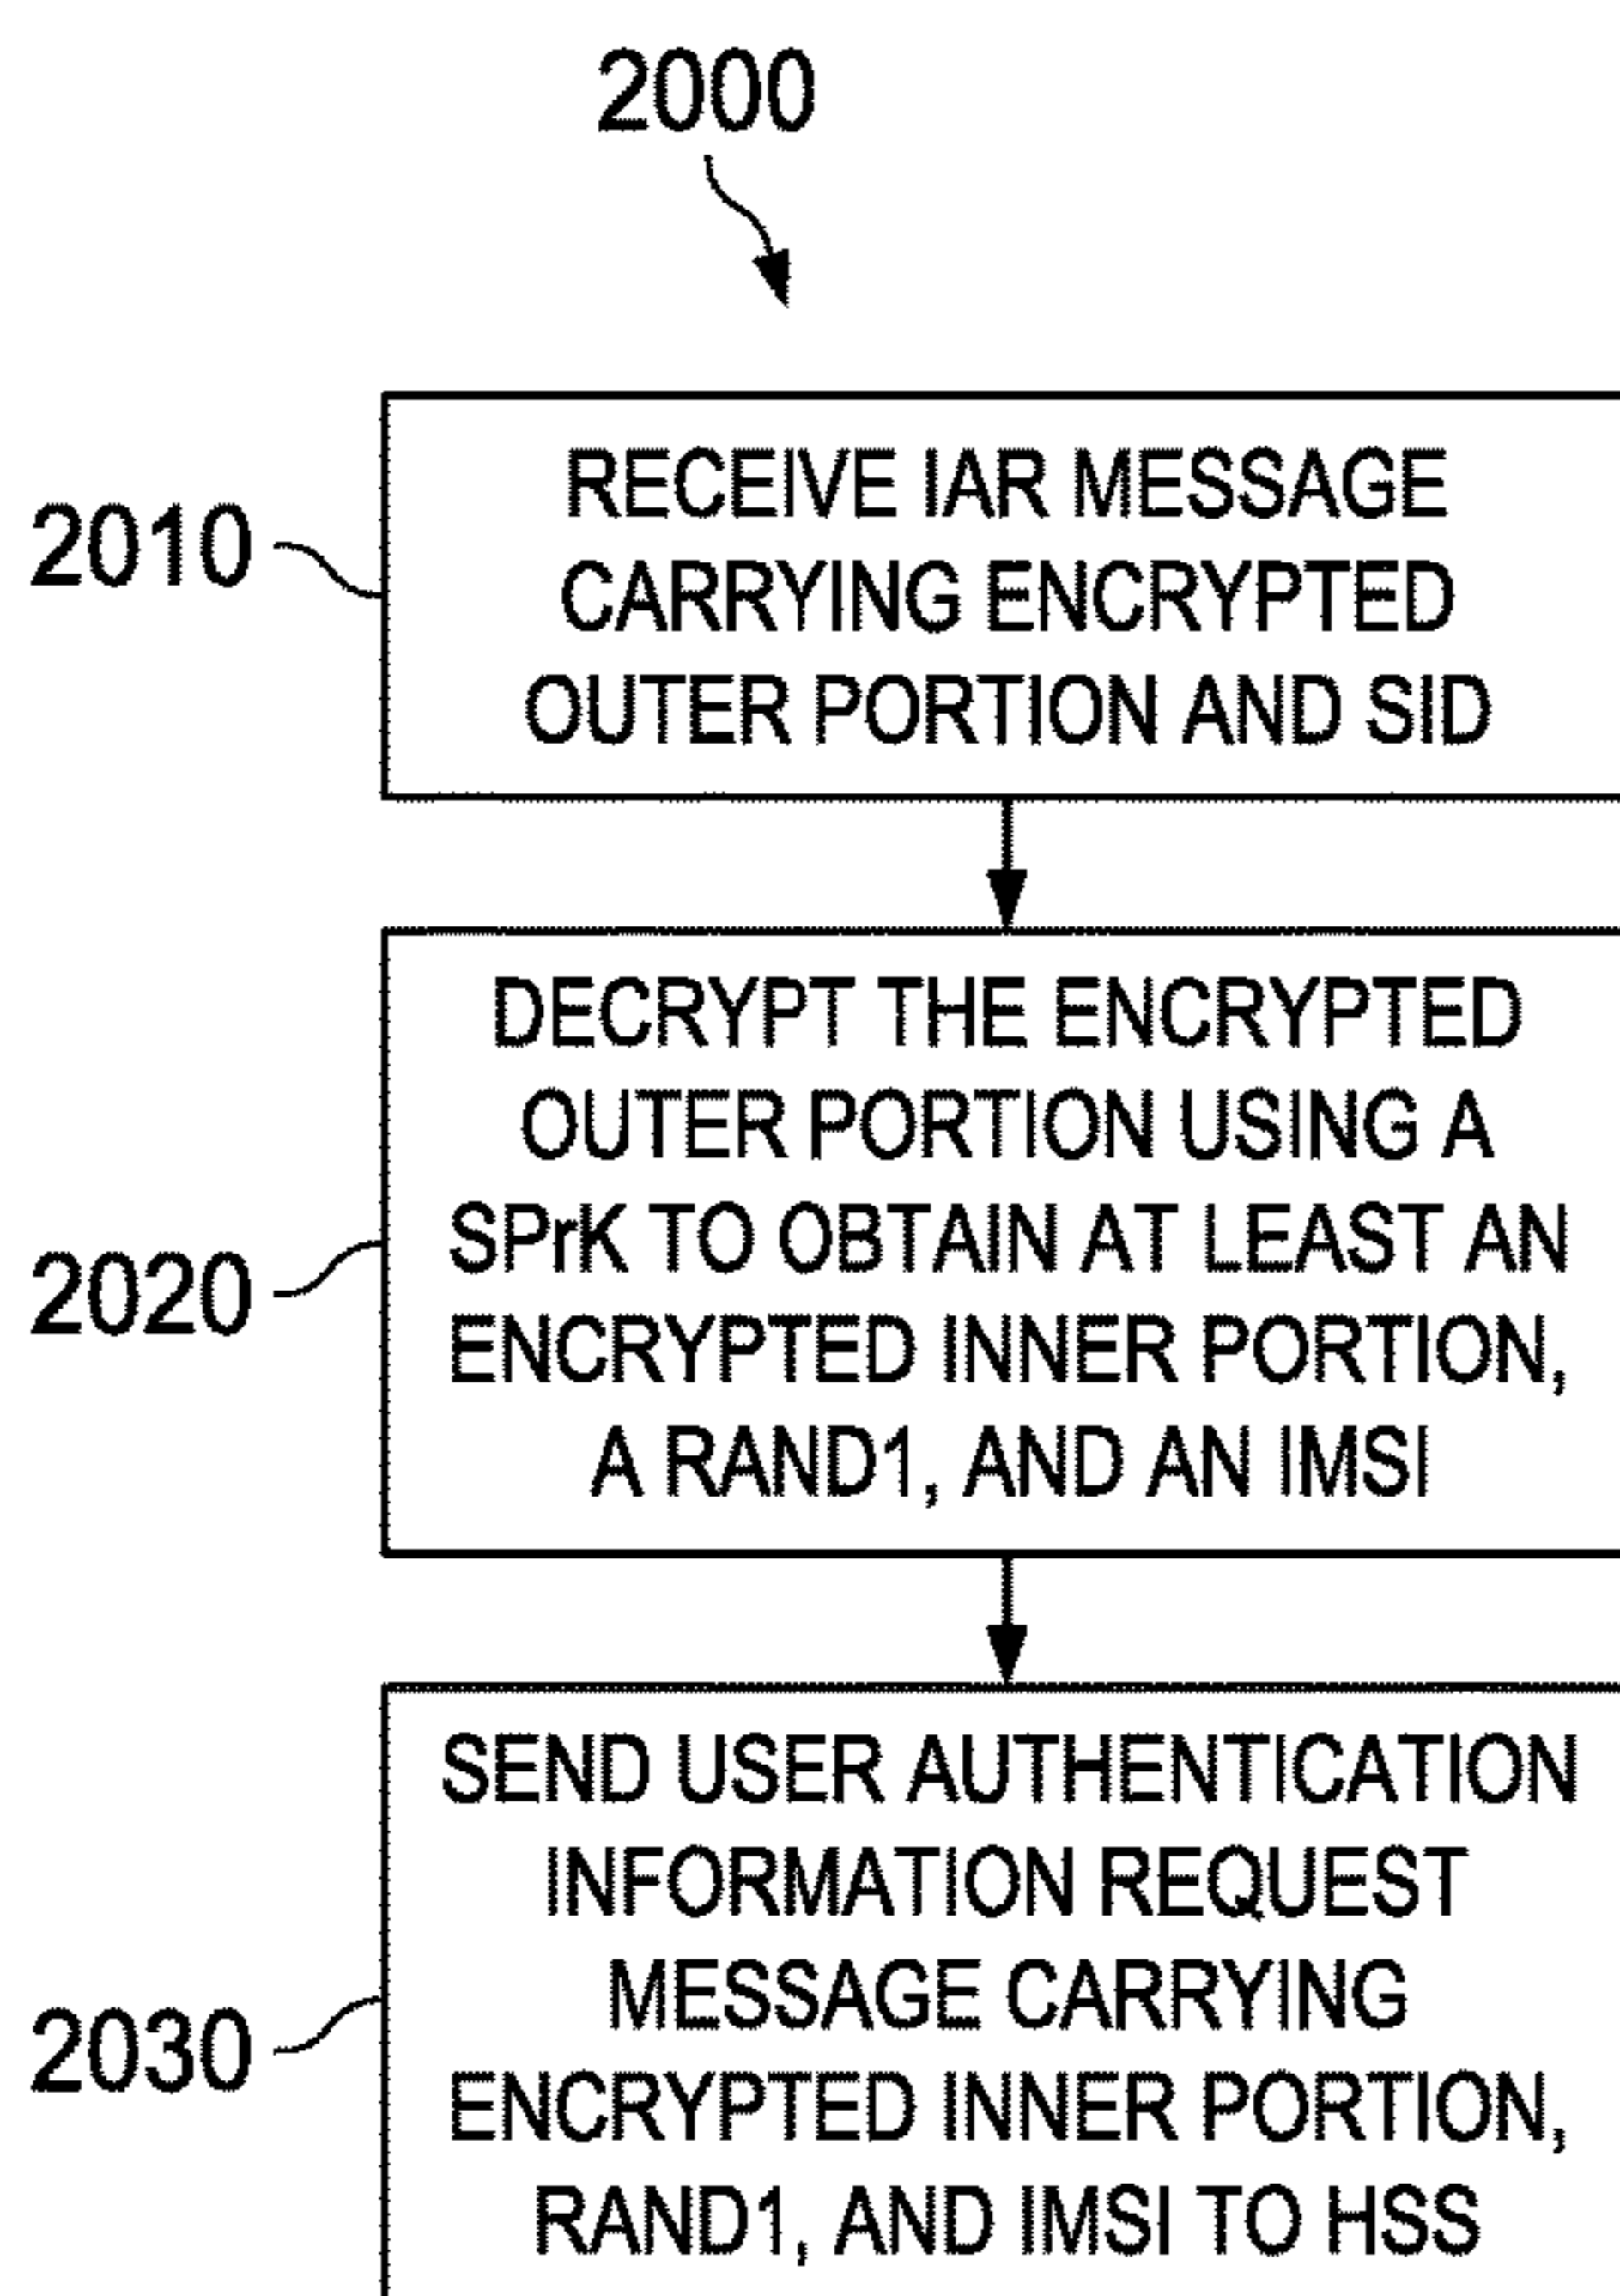 2000
2010
RECEIVE IAR MESSAGE
CARRYING ENCRYPTED
OUTER PORTION AND SID
2020
DECRYPT THE ENCRYPTED
OUTER PORTION USING A
SPrK TO OBTAIN AT LEAST AN
ENCRYPTED INNER PORTION,
A RAND1, AND AN IMSI
2030
SEND USER AUTHENTICATION
INFORMATION REQUEST
MESSAGE CARRYING
ENCRYPTED INNER PORTION,
RAND1, AND IMSI TO HSS